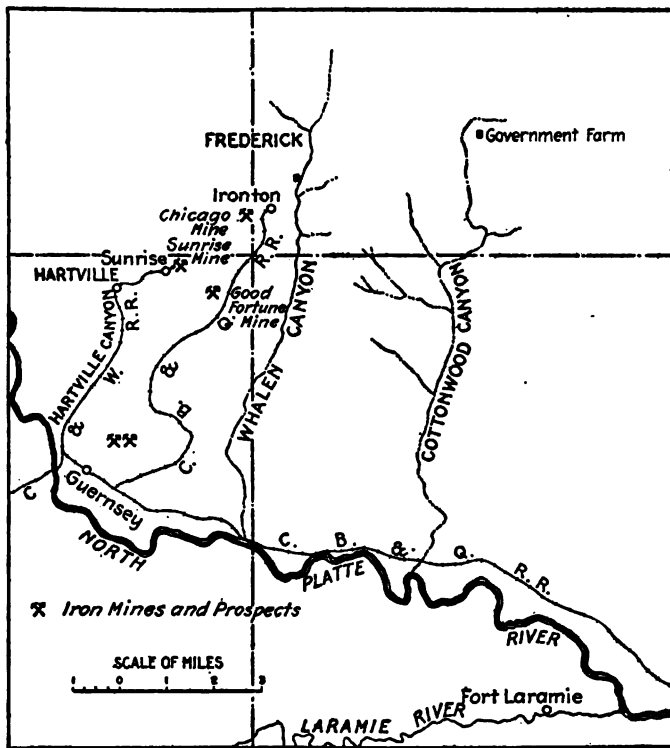 FREDERICK
Government Farm
Ironton
Chicago
Mine
Sunrise
Mine
Sunrise
HARTVILLE
R. R.
Good
Fortune
Mine
Q.
&
B.
C.
HARTVILLE CANYON
R. R.
W.
&
C
WHALEN CANYON
COTTONWOOD CANYON
Guernsey
C. B. & Q. R. R.
NORTH PLATTE RIVER
Iron Mines and Prospects
SCALE OF MILES
1 0 1 2 3
Fort Laramie
LARAMIE RIVER